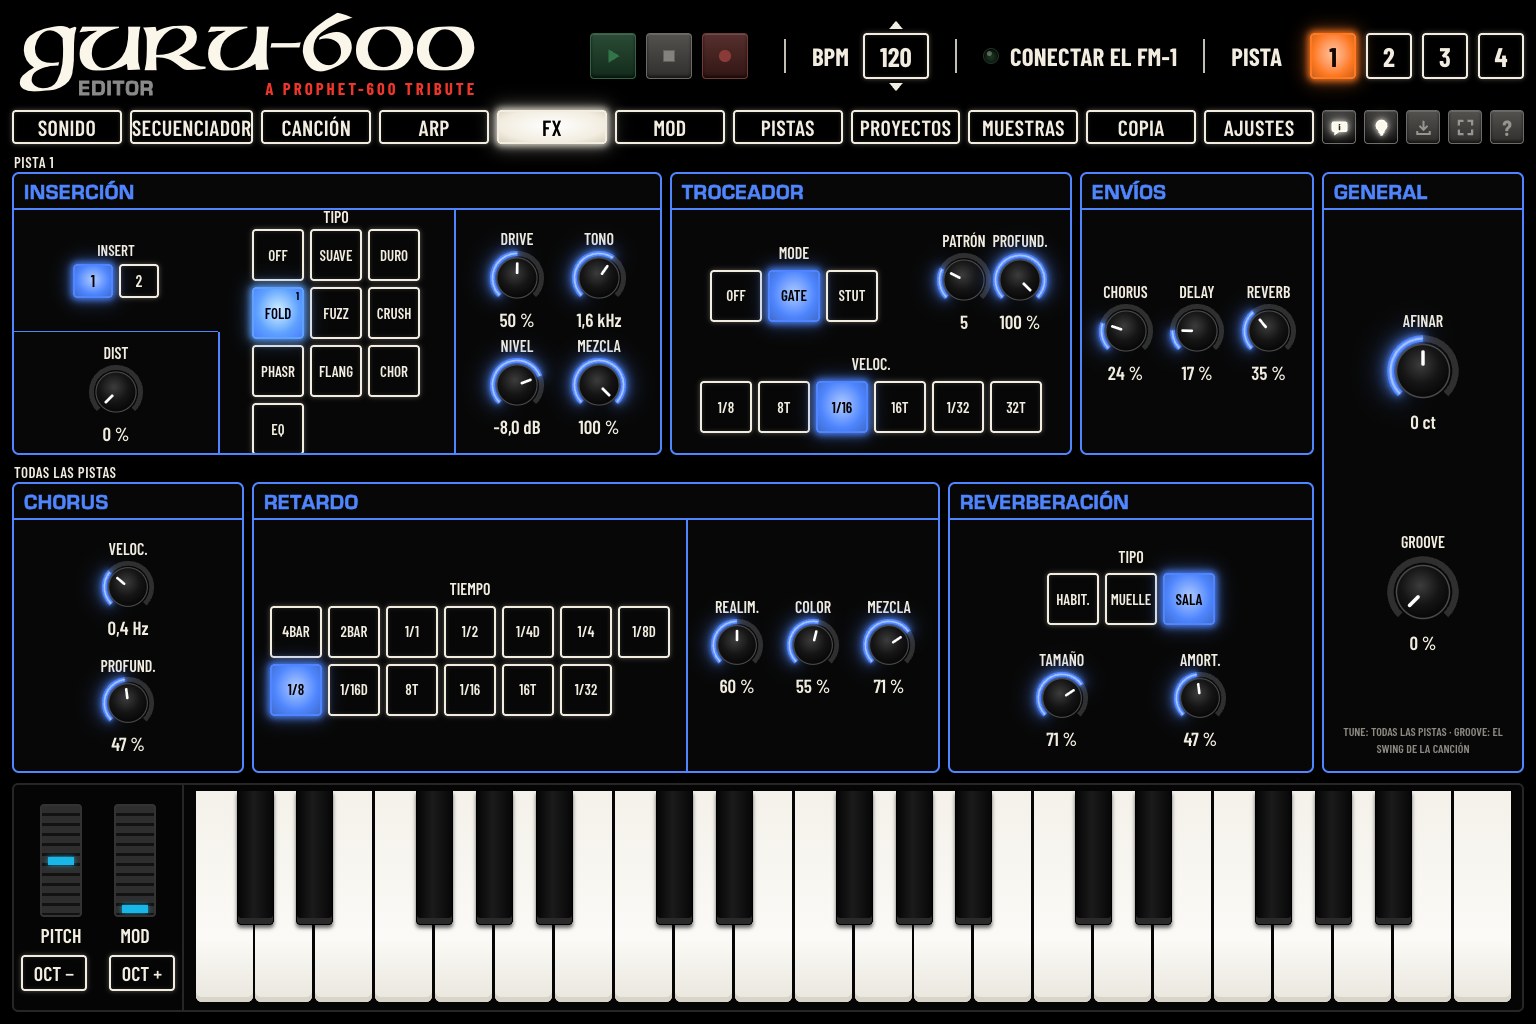 guru-600
EDITOR
A PROPHET-600 TRIBUTE
BPM
120
CONECTAR EL FM-1
PISTA
1
2
3
4
SONIDO
SECUENCIADOR
CANCIÓN
ARP
FX
MOD
PISTAS
PROYECTOS
MUESTRAS
COPIA
AJUSTES
?
PISTA 1
INSERCIÓN
INSERT
1
2
DIST
0 %
TIPO
OFF
SUAVE
DURO
FOLD
1
FUZZ
CRUSH
PHASR
FLANG
CHOR
EQ
DRIVE
50 %
TONO
1,6 kHz
NIVEL
-8,0 dB
MEZCLA
100 %
TROCEADOR
MODE
OFF
GATE
STUT
PATRÓN
5
PROFUND.
100 %
VELOC.
1/8
8T
1/16
16T
1/32
32T
ENVÍOS
CHORUS
24 %
DELAY
17 %
REVERB
35 %
GENERAL
AFINAR
0 ct
GROOVE
0 %
TUNE: TODAS LAS PISTAS · GROOVE: EL
SWING DE LA CANCIÓN
TODAS LAS PISTAS
CHORUS
VELOC.
0,4 Hz
PROFUND.
47 %
RETARDO
TIEMPO
4BAR
2BAR
1/1
1/2
1/4D
1/4
1/8D
1/8
1/16D
8T
1/16
16T
1/32
REALIM.
60 %
COLOR
55 %
MEZCLA
71 %
REVERBERACIÓN
TIPO
HABIT.
MUELLE
SALA
TAMAÑO
71 %
AMORT.
47 %
PITCH
MOD
OCT −
OCT +